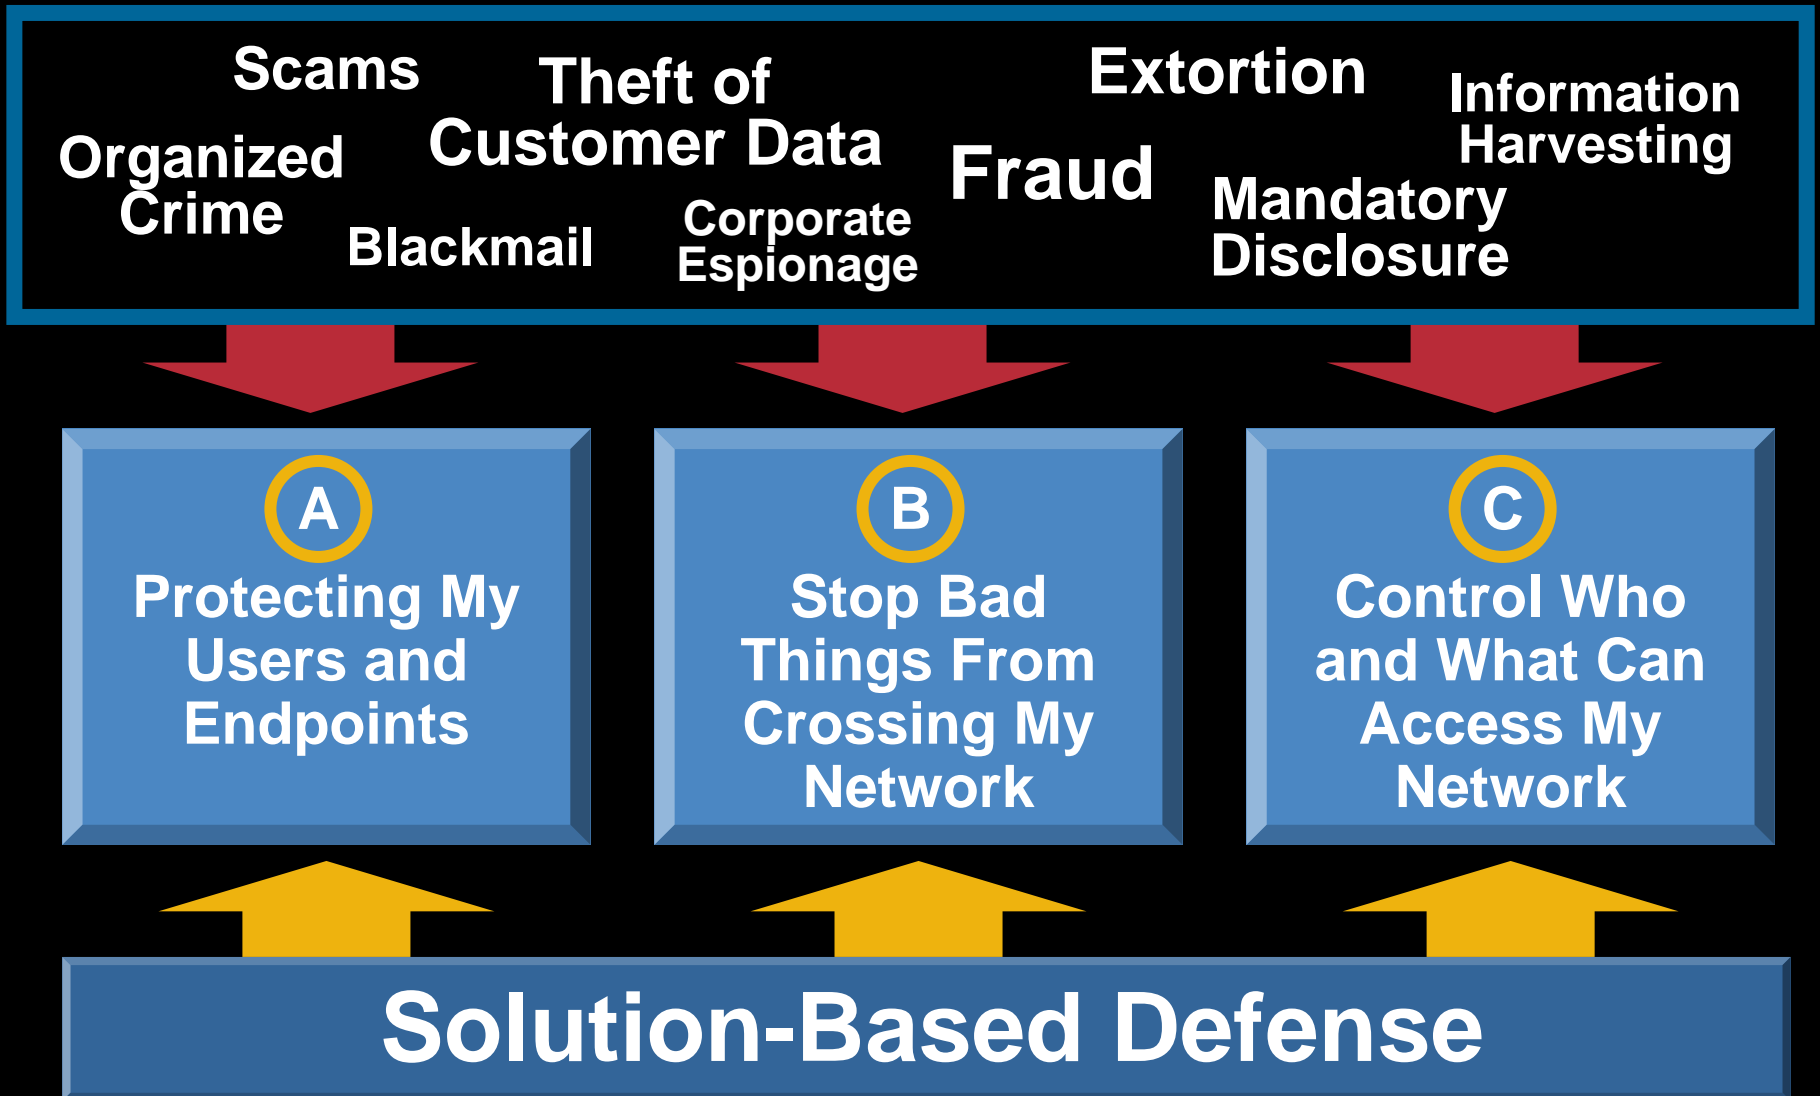 Scams
Theft of
Customer Data
Extortion
Information
Harvesting
Organized
Crime
Fraud
Mandatory
Disclosure
Blackmail
Corporate
Espionage
A
Protecting My
Users and
Endpoints
B
Stop Bad
Things From
Crossing My
Network
C
Control Who
and What Can
Access My
Network
Solution-Based Defense